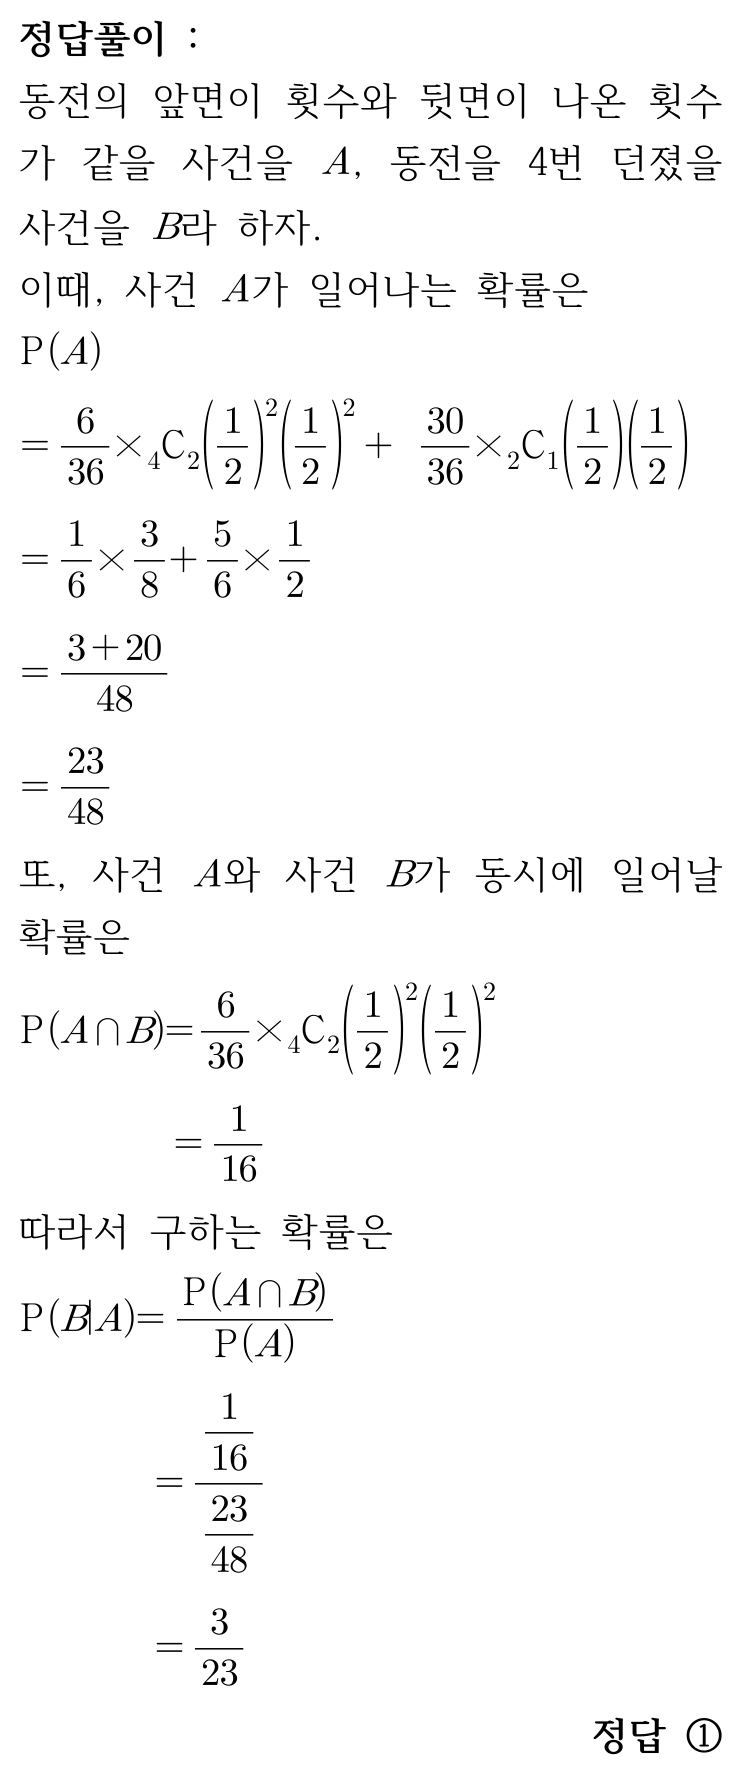 정답풀이 :
동전의 앞면이 횟수와 뒷면이 나온 횟수
가 같을 사건을 A, 동전을 4번 던졌을
사건을 B라 하자.
이때, 사건 A가 일어나는 확률은
P(A)
= 6/36 × ₄C₂(1/2)²(1/2)² + 30/36 × ₂C₁(1/2)(1/2)
= 1/6 × 3/8 + 5/6 × 1/2
= (3+20)/48
= 23/48
또, 사건 A와 사건 B가 동시에 일어날
확률은
P(A∩B) = 6/36 × ₄C₂(1/2)²(1/2)²
= 1/16
따라서 구하는 확률은
P(B|A) = P(A∩B)/P(A)
= (1/16)/(23/48)
= 3/23
정답 ①